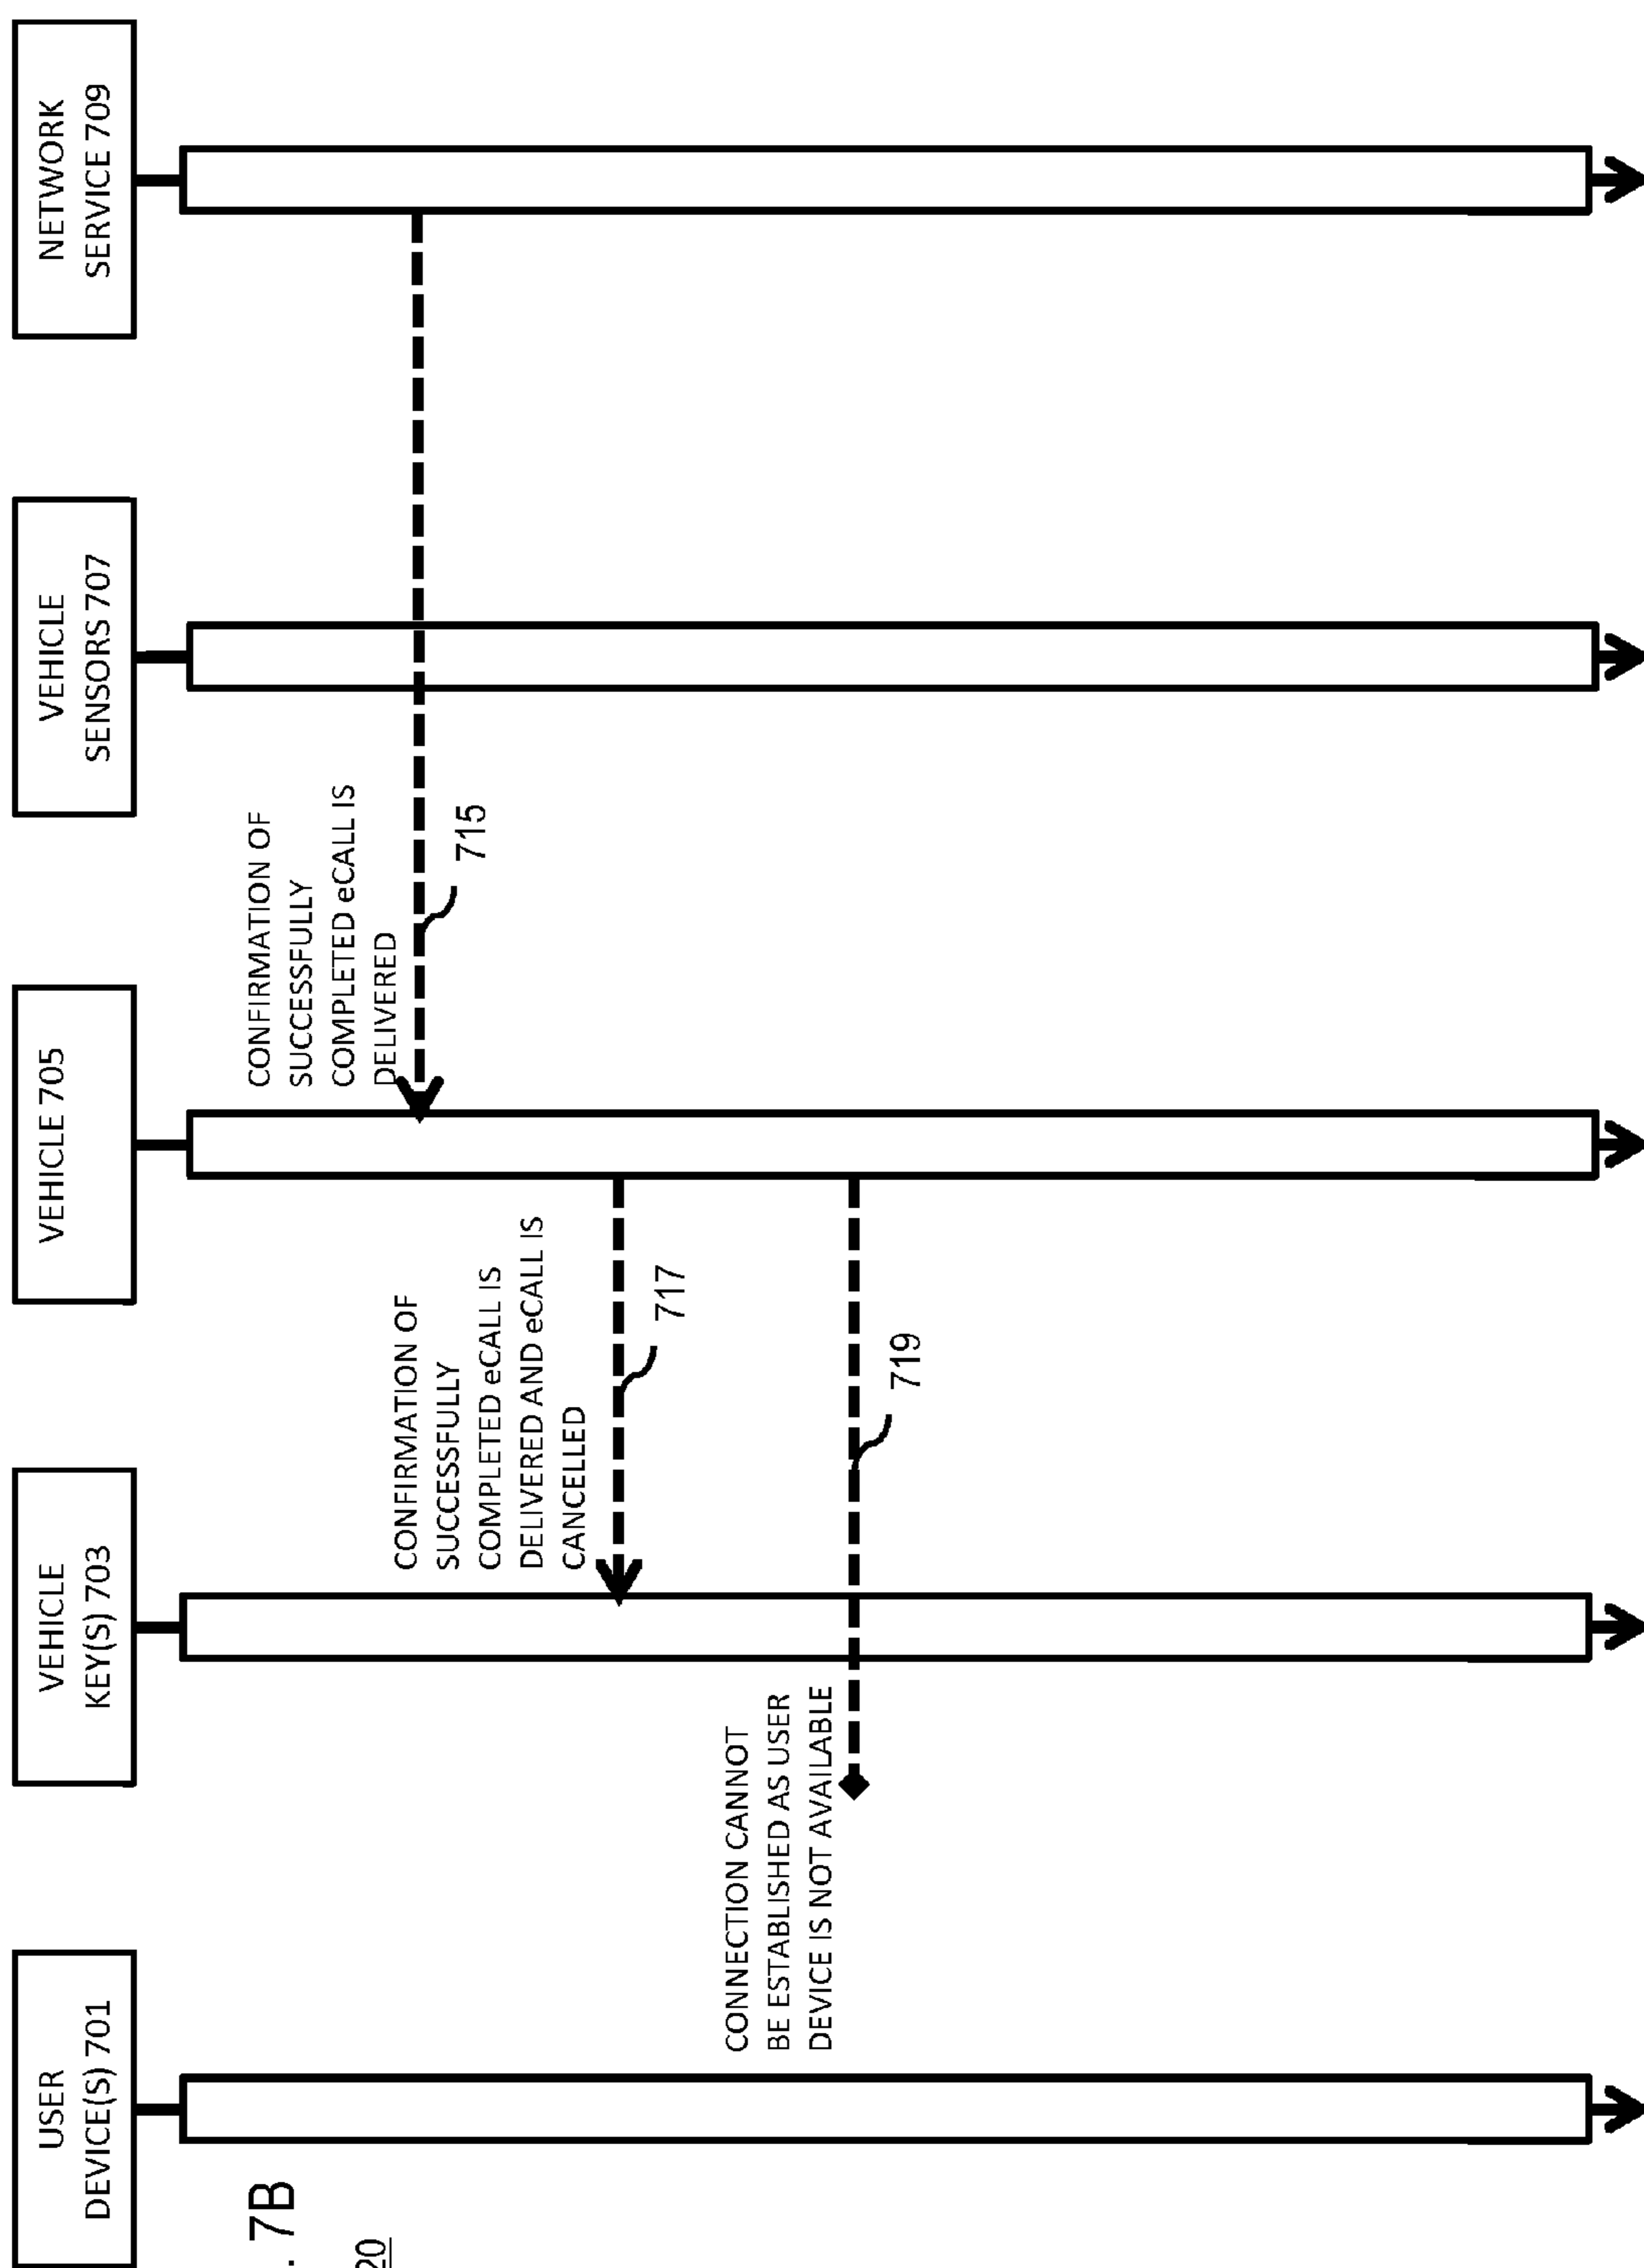 USER
DEVICE(S) 701
VEHICLE
KEY(S) 703
VEHICLE 705
VEHICLE
SENSORS 707
NETWORK
SERVICE 709
. 7B
20
CONFIRMATION OF
SUCCESSFULLY
COMPLETED eCALL IS
DELIVERED
715
CONFIRMATION OF
SUCCESSFULLY
COMPLETED eCALL IS
DELIVERED AND eCALL IS
CANCELLED
717
CONNECTION CANNOT
BE ESTABLISHED AS USER
DEVICE IS NOT AVAILABLE
719